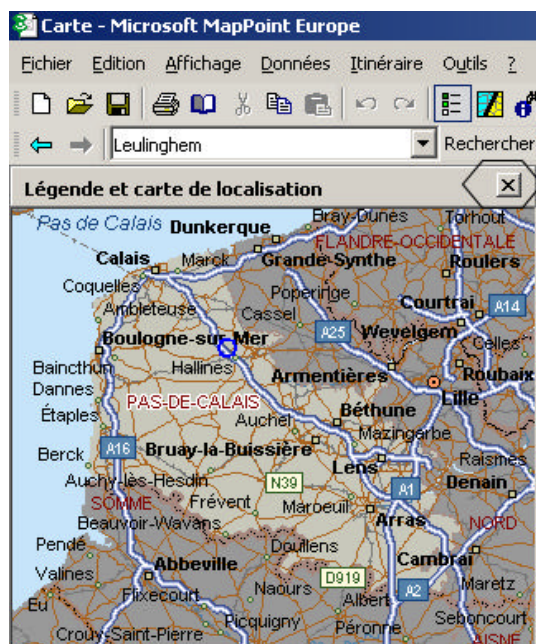 Carte - Microsoft MapPoint Europe
Fichier Edition Affichage Données Itinéraire Outils ?
Leulinghem Rechercher
Légende et carte de localisation
Pas de Calais Dunkerque Bray-Dunes Torhout
FLANDRE-OCCIDENTALE
Calais Marck Grande-Synthe Roulers
Coquelles Poperinge Courtrai A14
Ambleteuse Cassel
A25 Wevelgem
Boulogne-sur-Mer Celles
Baincthun Hallines Armentières Roubaix
Dannes Lille
PAS-DE-CALAIS Béthune
Étaples Auchel Mazingarbe
A16 Bruay-la-Buissière
Berck Lens Raismes
Auchy-lès-Hesdin N39 A1 Denain
SOMME Frévent Maroeuil
Beauvoir-Wavans Arras NORD
Pendé Doullens
Abbeville Cambrai
Valines D919
Flixecourt Naours A2 Maretz
Eu Albert
Picquigny Seboncourt
Crouy-Saint-Pierre Péronne AISNE